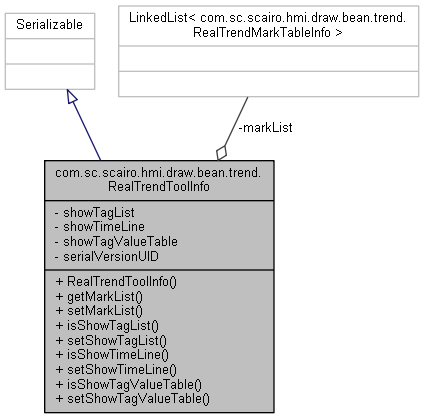 Serializable
LinkedList< com.sc.scairo.hmi.draw.bean.trend.
RealTrendMarkTableInfo >
-markList
com.sc.scairo.hmi.draw.bean.trend.
RealTrendToolInfo
- showTagList
- showTimeLine
- showTagValueTable
- serialVersionUID
+ RealTrendToolInfo()
+ getMarkList()
+ setMarkList()
+ isShowTagList()
+ setShowTagList()
+ isShowTimeLine()
+ setShowTimeLine()
+ isShowTagValueTable()
+ setShowTagValueTable()